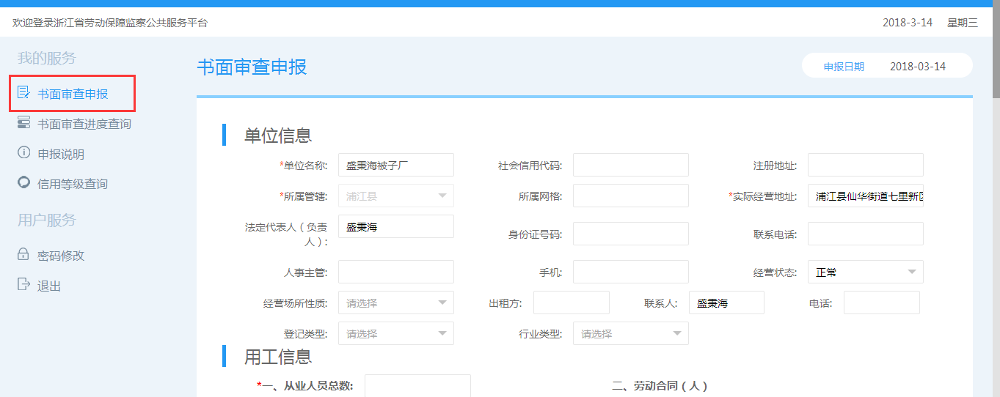 欢迎登录浙江省劳动保障监察公共服务平台
2018-3-14 星期三
我的服务
书面审查申报
书面审查进度查询
申报说明
信用等级查询
用户服务
密码修改
退出
书面审查申报
申报日期 2018-03-14
单位信息
*单位名称: 盛秉海被子厂 社会信用代码: 注册地址:
*所属管辖: 浦江县 所属网格: *实际经营地址: 浦江县仙华街道七里新区
法定代表人（负责
人）: 盛秉海 身份证号码: 联系电话:
人事主管: 手机: 经营状态: 正常
经营场所性质: 请选择 出租方: 联系人: 盛秉海 电话:
登记类型: 请选择 行业类型: 请选择
用工信息
*一、从业人员总数: 二、劳动合同（人）